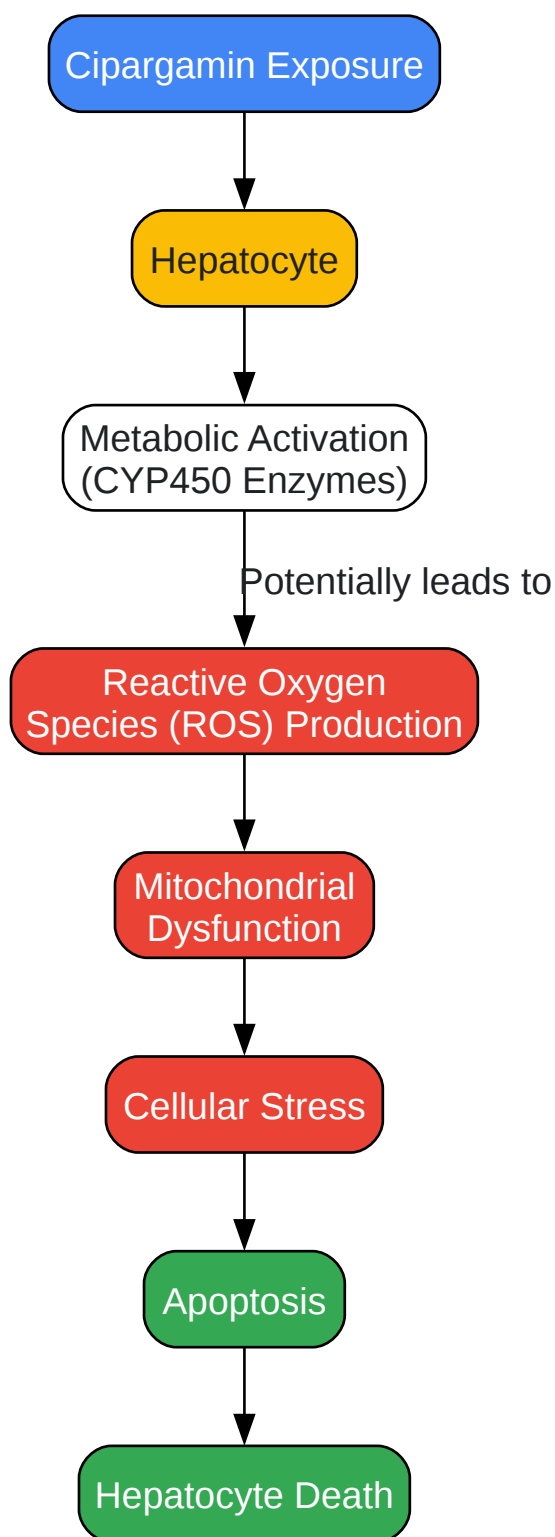 Cipargamin Exposure
Hepatocyte
Metabolic Activation
(CYP450 Enzymes)
Potentially leads to
Reactive Oxygen
Species (ROS) Production
Mitochondrial
Dysfunction
Cellular Stress
Apoptosis
Hepatocyte Death